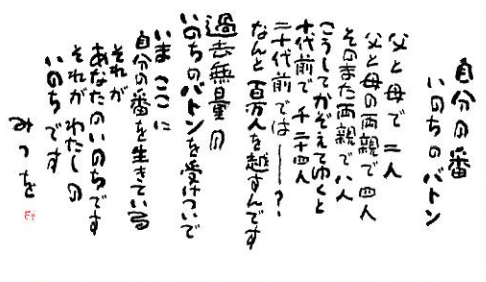 自分の番
いのちのバトン
父と母で二人
父と母の両親で四人
そのまた両親で八人
こうしてかぞえてゆくと
十代前で千二十四人
二十代前では──?
なんと百万人を越すんです
過去無量の
いのちのバトンを受けついで
いまここに
自分の番を生きている
それが
あなたのいのちです
それがわたしの
いのちです
みつを